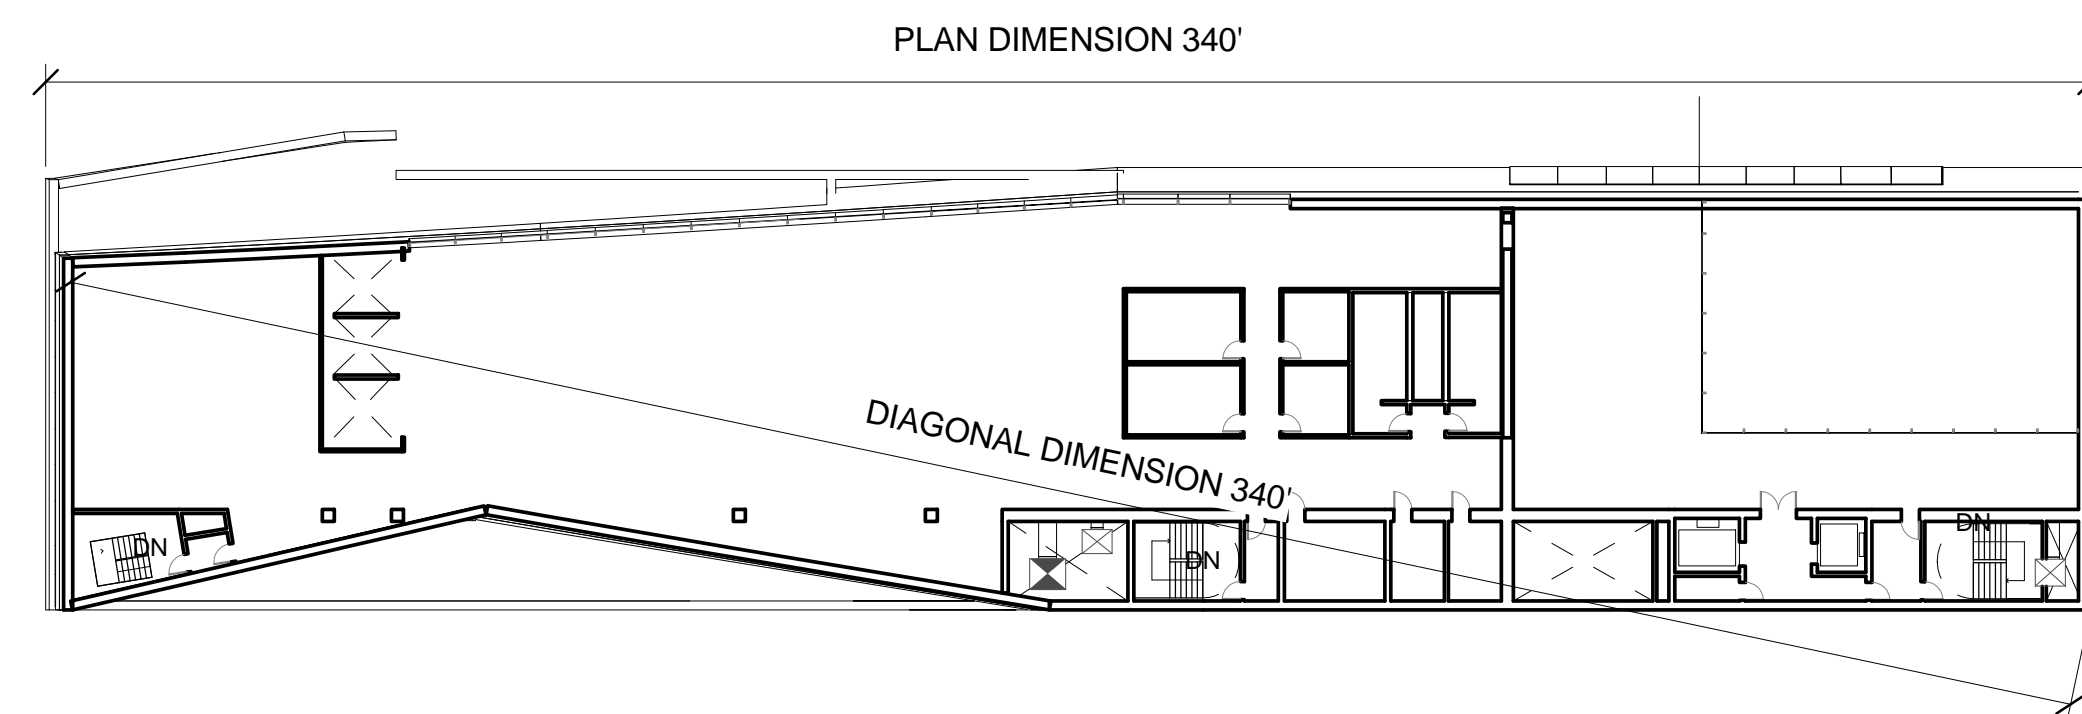 PLAN DIMENSION 340'
DIAGONAL DIMENSION 340'
DN
DN
DN